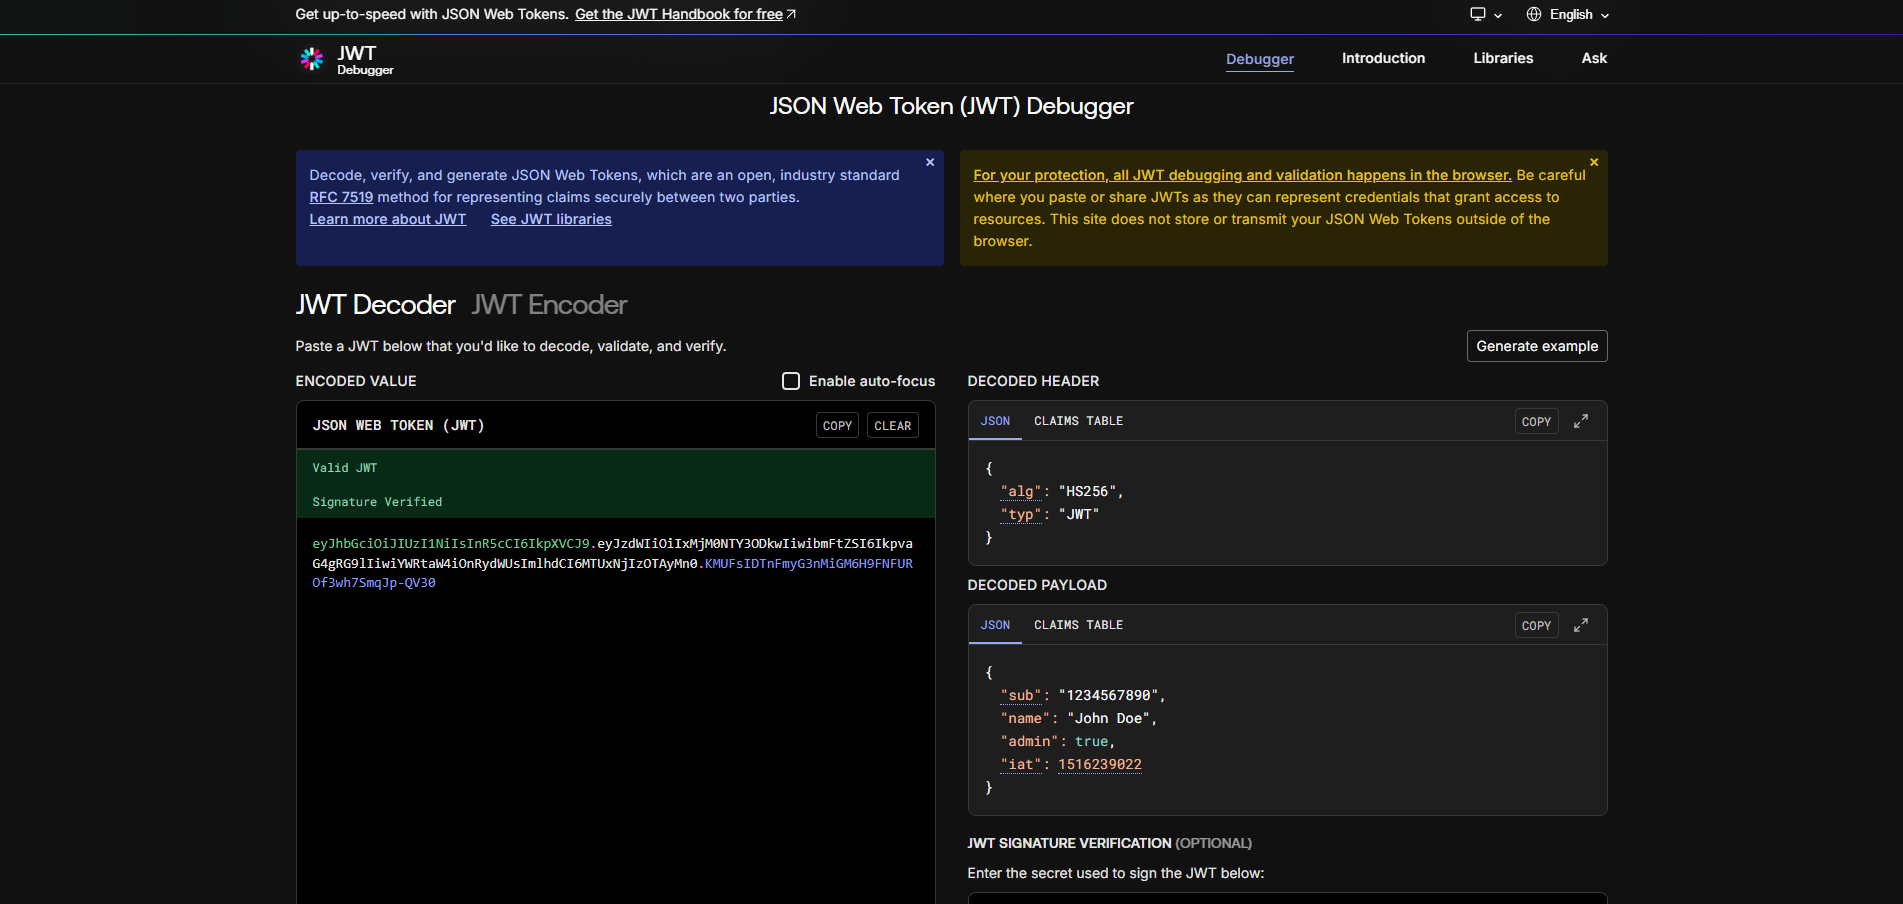 Get up-to-speed with JSON Web Tokens. Get the JWT Handbook for free
English
JWT
Debugger
Debugger
Introduction
Libraries
Ask
JSON Web Token (JWT) Debugger
Decode, verify, and generate JSON Web Tokens, which are an open, industry standard
RFC 7519 method for representing claims securely between two parties.
Learn more about JWT See JWT libraries
For your protection, all JWT debugging and validation happens in the browser. Be careful
where you paste or share JWTs as they can represent credentials that grant access to
resources. This site does not store or transmit your JSON Web Tokens outside of the
browser.
JWT Decoder JWT Encoder
Paste a JWT below that you'd like to decode, validate, and verify.
Generate example
ENCODED VALUE
Enable auto-focus
JSON WEB TOKEN (JWT)
COPY
CLEAR
Valid JWT
Signature Verified
eyJhbGciOiJIUzI1NiIsInR5cCI6IkpXVCJ9.eyJzdWIiOiIxMjM0NTY3ODkwIiwibmFtZSI6Ikpva
G4gRG9lIiwiYWRtaW4iOnRydWUsImlhdCI6MTUxNjIzOTAyMn0.KMUFsIDTnFmyG3nMiGM6H9FNFUR
Of3wh7SmqJp-QV30
DECODED HEADER
JSON
CLAIMS TABLE
COPY
{
"alg": "HS256",
"typ": "JWT"
}
DECODED PAYLOAD
JSON
CLAIMS TABLE
COPY
{
"sub": "1234567890",
"name": "John Doe",
"admin": true,
"iat": 1516239022
}
JWT SIGNATURE VERIFICATION (OPTIONAL)
Enter the secret used to sign the JWT below: